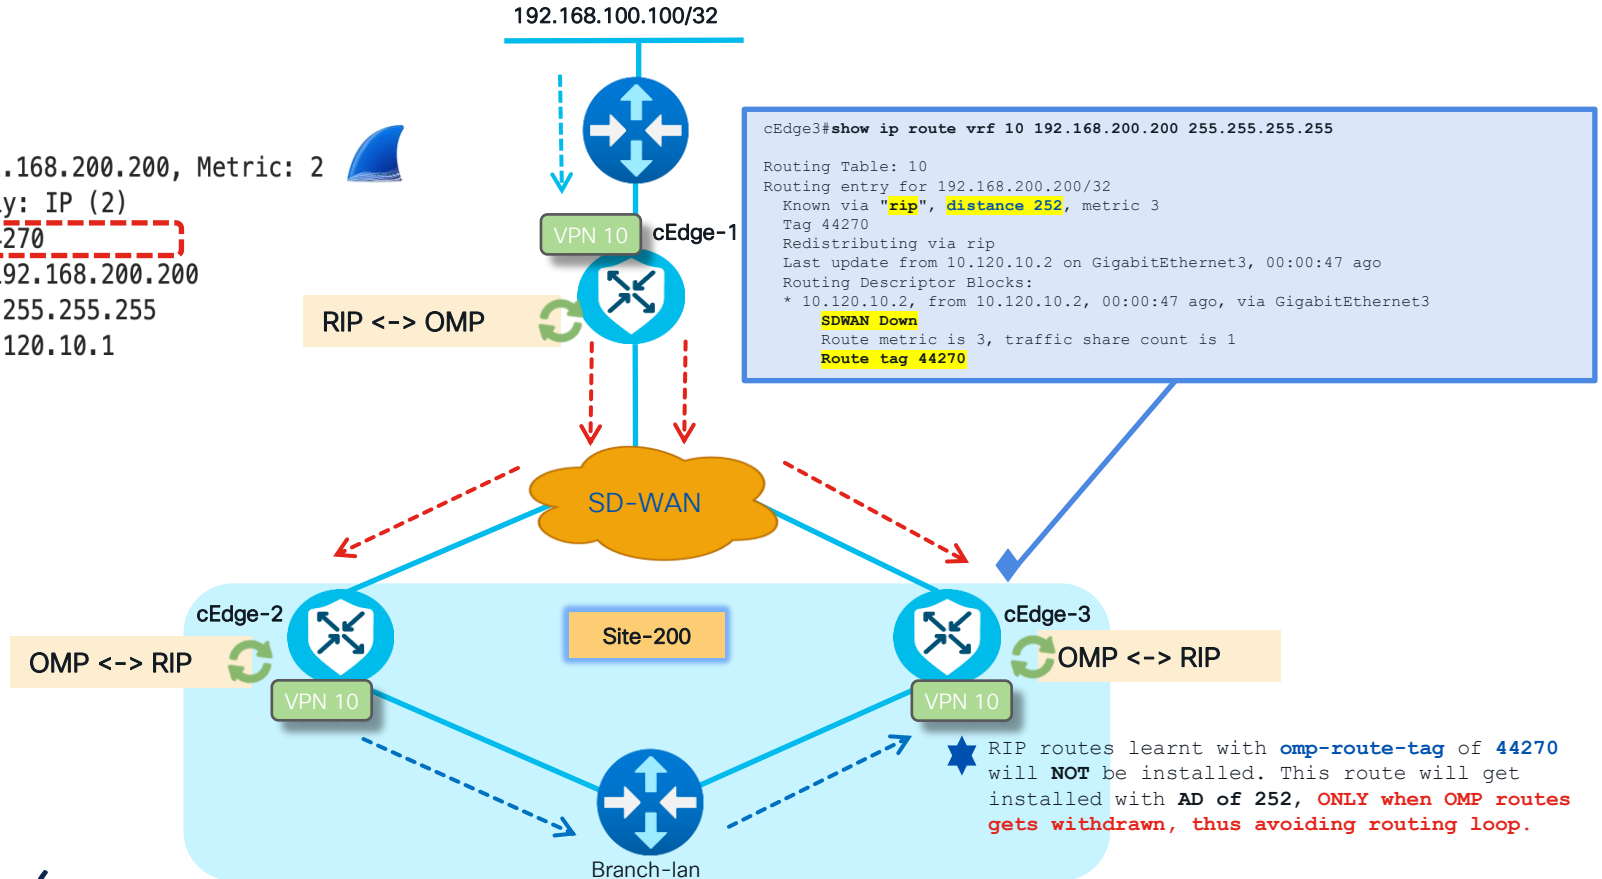 192.168.100.100/32
.168.200.200, Metric: 2
y: IP (2)
270
192.168.200.200
255.255.255
120.10.1
cEdge3#show ip route vrf 10 192.168.200.200 255.255.255.255
Routing Table: 10
Routing entry for 192.168.200.200/32
Known via "rip", distance 252, metric 3
Tag 44270
Redistributing via rip
Last update from 10.120.10.2 on GigabitEthernet3, 00:00:47 ago
Routing Descriptor Blocks:
* 10.120.10.2, from 10.120.10.2, 00:00:47 ago, via GigabitEthernet3
SDWAN Down
Route metric is 3, traffic share count is 1
Route tag 44270
VPN 10
cEdge-1
RIP <-> OMP
SD-WAN
cEdge-2
Site-200
cEdge-3
OMP <-> RIP
OMP <-> RIP
VPN 10
VPN 10
RIP routes learnt with omp-route-tag of 44270
will NOT be installed. This route will get
installed with AD of 252, ONLY when OMP routes
gets withdrawn, thus avoiding routing loop.
Branch-lan